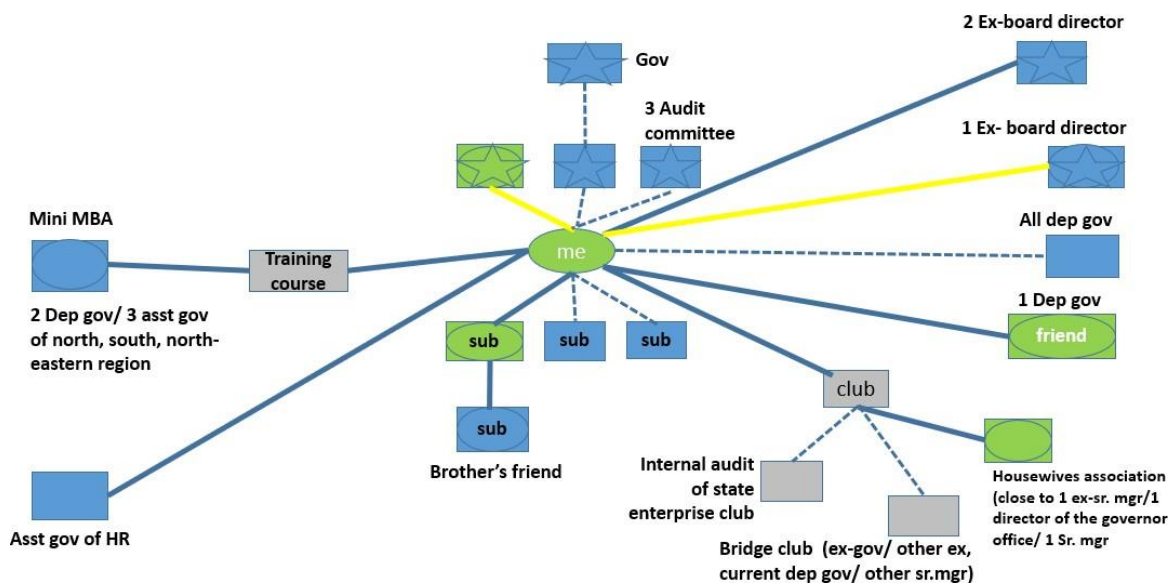 2 Ex-board director
Gov
3 Audit
committee
1 Ex- board director
Mini MBA
All dep gov
me
Training
course
2 Dep gov/ 3 asst gov
of north, south, north-
eastern region
1 Dep gov
friend
sub
sub
sub
club
sub
Brother's friend
Internal audit
of state
enterprise club
Housewives association
(close to 1 ex-sr. mgr/1
director of the governor
office/ 1 Sr. mgr
Asst gov of HR
Bridge club (ex-gov/ other ex,
current dep gov/ other sr.mgr)